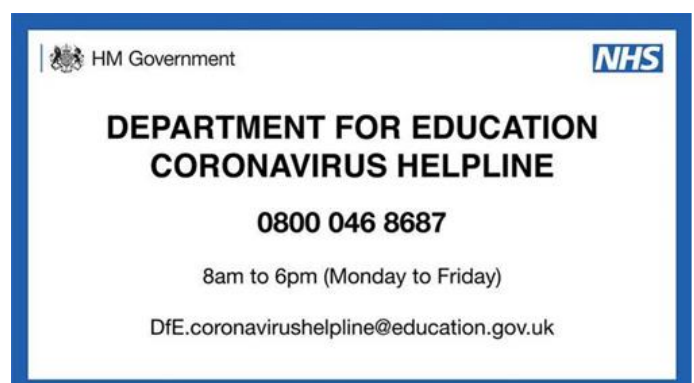 HM Government
NHS
DEPARTMENT FOR EDUCATION
CORONAVIRUS HELPLINE
0800 046 8687
8am to 6pm (Monday to Friday)
DfE.coronavirushelpline@education.gov.uk